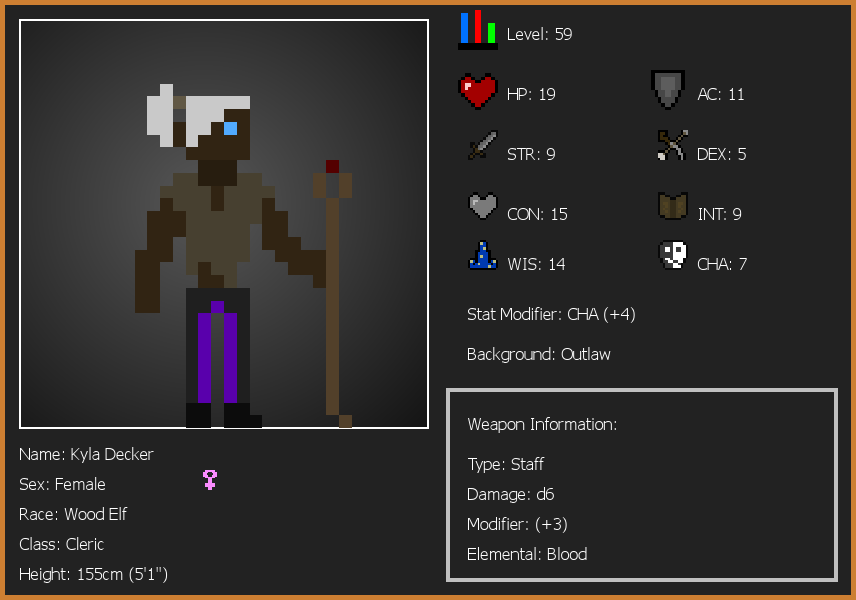 Level: 59
HP: 19
AC: 11
STR: 9
DEX: 5
CON: 15
INT: 9
WIS: 14
CHA: 7
Stat Modifier: CHA (+4)
Background: Outlaw
Weapon Information:
Type: Staff
Damage: d6
Modifier: (+3)
Elemental: Blood
Name: Kyla Decker
Sex: Female
Race: Wood Elf
Class: Cleric
Height: 155cm (5'1")